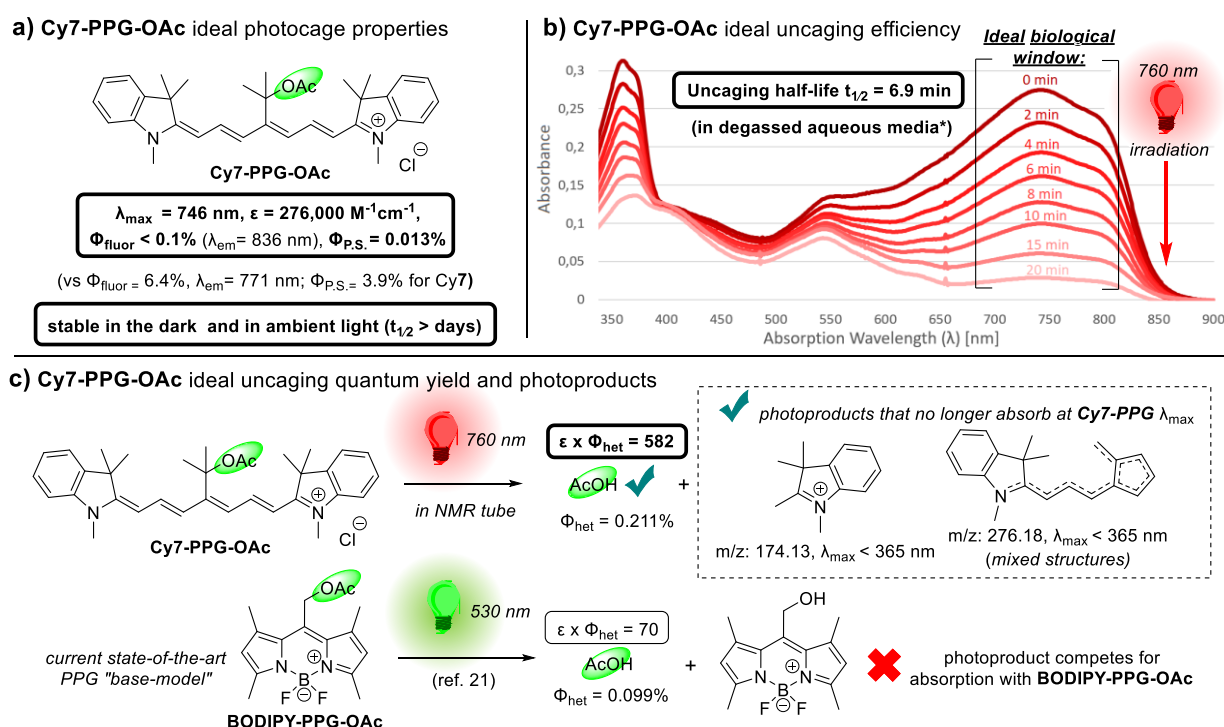 a) Cy7-PPG-OAc ideal photocage properties
OAc
N
N
+
Cl⊖
Cy7-PPG-OAc
λmax = 746 nm, ε = 276,000 M-1cm-1,
Φfluor < 0.1% (λem= 836 nm), ΦP.S.= 0.013%
(vs Φfluor = 6.4%, λem= 771 nm; ΦP.S.= 3.9% for Cy7)
stable in the dark and in ambient light (t1/2 > days)
b) Cy7-PPG-OAc ideal uncaging efficiency
Ideal biological
window:
Uncaging half-life t1/2 = 6.9 min
(in degassed aqueous media*)
760 nm
irradiation
0 min
2 min
4 min
6 min
8 min
10 min
15 min
20 min
Absorbance
0,3
0,25
0,2
0,15
0,1
0,05
0
350 400 450 500 550 600 650 700 750 800 850 900
Absorption Wavelength (λ) [nm]
c) Cy7-PPG-OAc ideal uncaging quantum yield and photoproducts
OAc
N
N
+
Cl⊖
Cy7-PPG-OAc
760 nm
in NMR tube
ε x Φhet = 582
AcOH
Φhet = 0.211%
+
photoproducts that no longer absorb at Cy7-PPG λmax
N
+
m/z: 174.13, λmax < 365 nm
N
m/z: 276.18, λmax < 365 nm
(mixed structures)
current state-of-the-art
PPG "base-model"
OAc
N
N
+
B
⊖
F
F
BODIPY-PPG-OAc
530 nm
(ref. 21)
ε x Φhet = 70
AcOH
Φhet = 0.099%
+
OH
N
N
+
B
⊖
F
F
photoproduct competes for
absorption with BODIPY-PPG-OAc